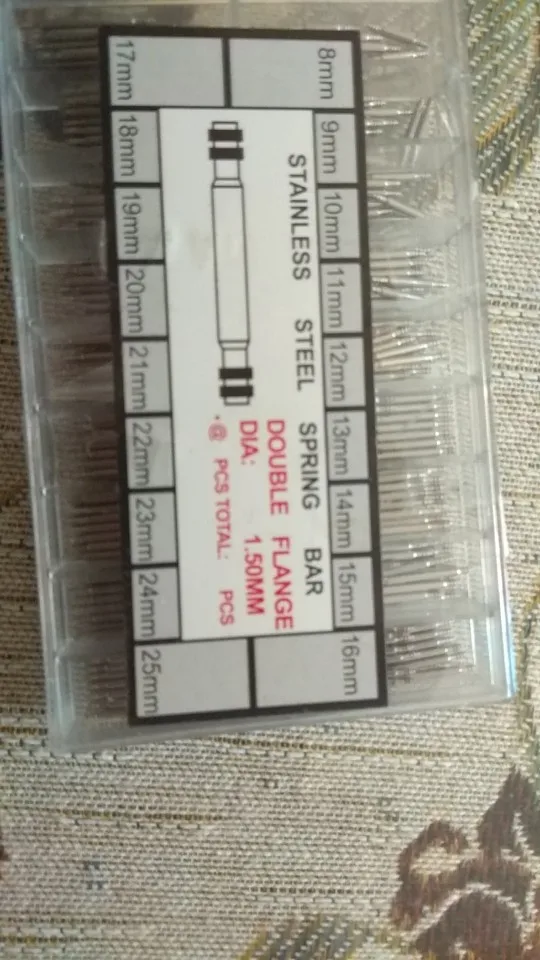 8mm
9mm
10mm
11mm
12mm
13mm
14mm
15mm
16mm
STAINLESS STEEL SPRING BAR
DOUBLE FLANGE
DIA: 1.50MM
·@ PCS TOTAL: PCS
17mm
18mm
19mm
20mm
21mm
22mm
23mm
24mm
25mm